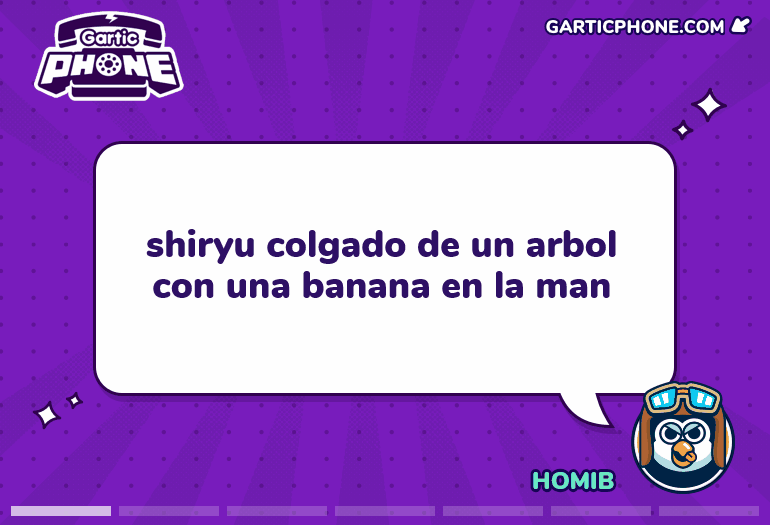 Gartic
PHONE
GARTICPHONE.COM
shiryu colgado de un arbol
con una banana en la man
HOMIB